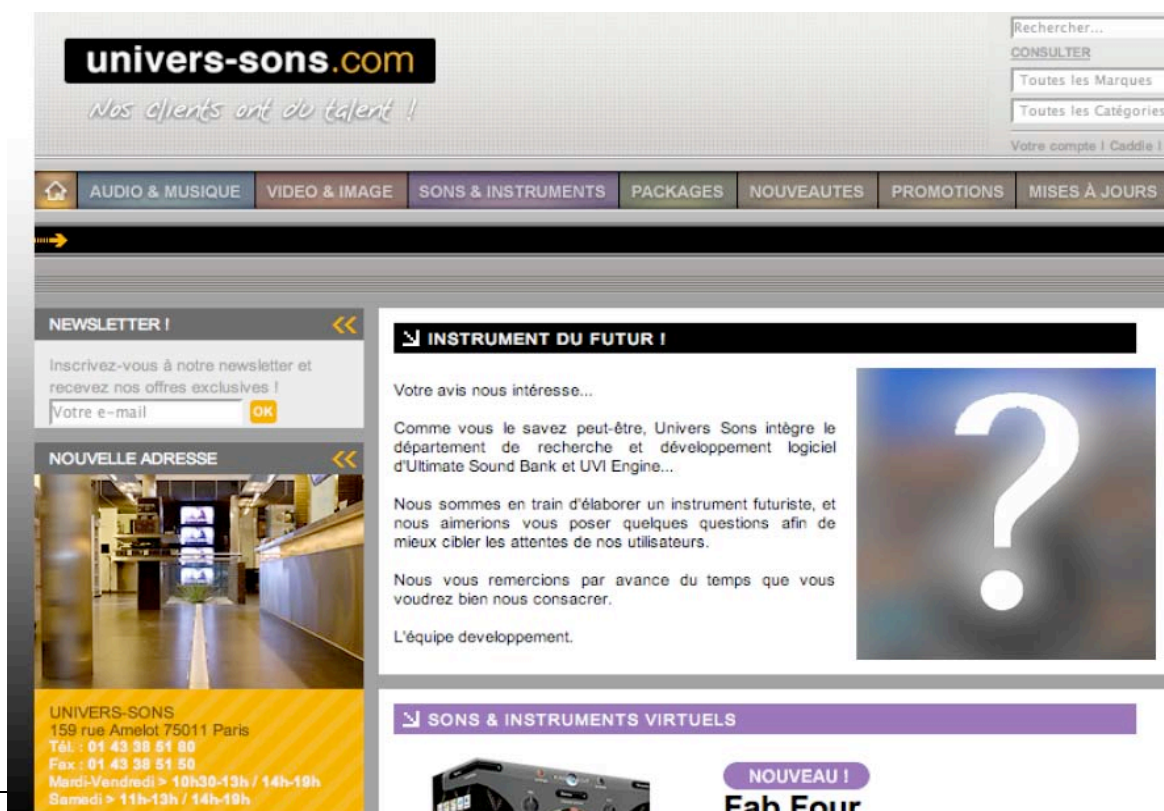 univers-sons.com
Nos clients ont du talent !
Rechercher...
CONSULTER
Toutes les Marques
Toutes les Catégories
Votre compte I Caddie I
AUDIO & MUSIQUE
VIDEO & IMAGE
SONS & INSTRUMENTS
PACKAGES
NOUVEAUTES
PROMOTIONS
MISES À JOURS
NEWSLETTER !
Inscrivez-vous à notre newsletter et
recevez nos offres exclusives !
Votre e-mail
OK
NOUVELLE ADRESSE
UNIVERS-SONS
159 rue Amelot 75011 Paris
Tél. : 01 43 38 51 80
Fax : 01 43 38 51 50
Mardi-Vendredi > 10h30-13h / 14h-19h
Samedi > 11h-13h / 14h-19h
INSTRUMENT DU FUTUR !
Votre avis nous intéresse...
Comme vous le savez peut-être, Univers Sons intègre le
département de recherche et développement logiciel
d'Ultimate Sound Bank et UVI Engine...
Nous sommes en train d'élaborer un instrument futuriste, et
nous aimerions vous poser quelques questions afin de
mieux cibler les attentes de nos utilisateurs.
Nous vous remercions par avance du temps que vous
voudrez bien nous consacrer.
L'équipe developpement.
?
SONS & INSTRUMENTS VIRTUELS
NOUVEAU !
Fab Four